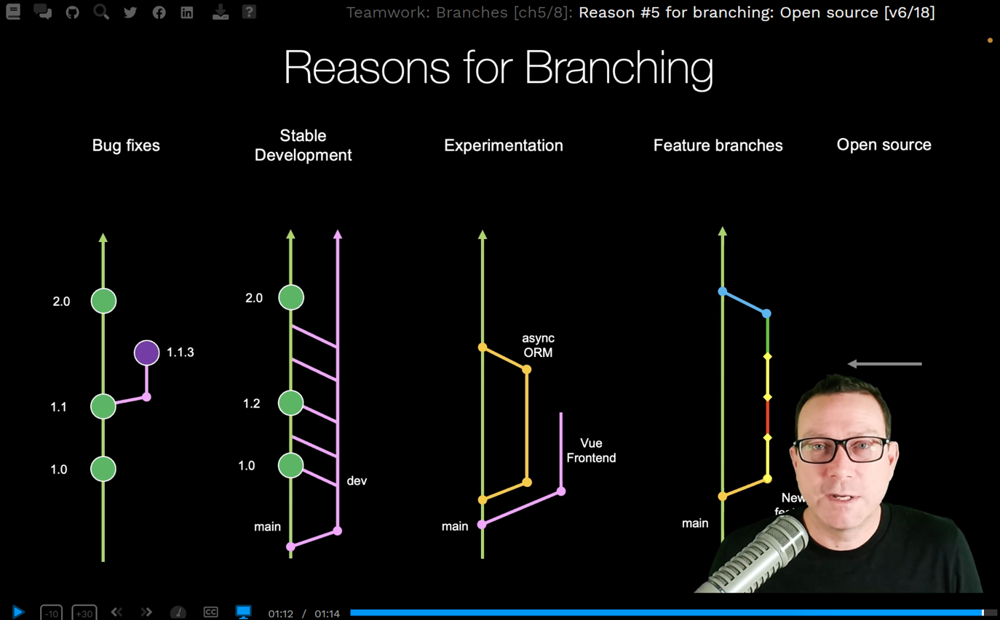 Teamwork: Branches [ch5/8]: Reason #5 for branching: Open source [v6/18]
Reasons for Branching
Bug fixes
Stable
Development
Experimentation
Feature branches
Open source
2.0
1.1.3
1.1
1.0
2.0
1.2
1.0
dev
main
async
ORM
Vue
Frontend
main
New
main
-10
+30
CC
01:12 / 01:14
?